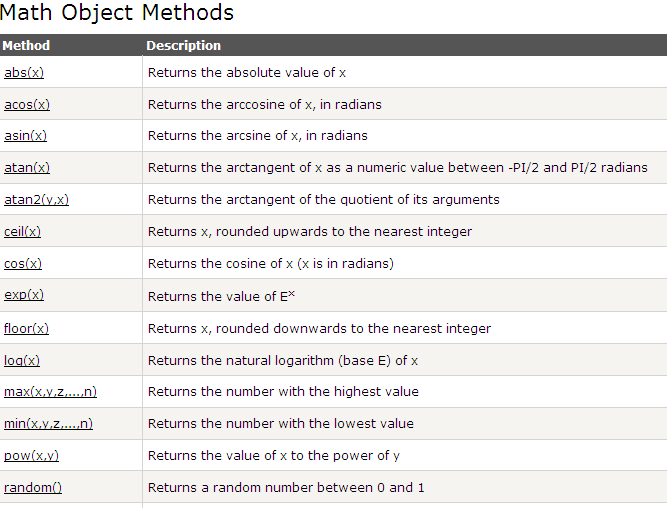 Math Object Methods
Method Description
abs(x) Returns the absolute value of x
acos(x) Returns the arccosine of x, in radians
asin(x) Returns the arcsine of x, in radians
atan(x) Returns the arctangent of x as a numeric value between -PI/2 and PI/2 radians
atan2(y,x) Returns the arctangent of the quotient of its arguments
ceil(x) Returns x, rounded upwards to the nearest integer
cos(x) Returns the cosine of x (x is in radians)
exp(x) Returns the value of Eˣ
floor(x) Returns x, rounded downwards to the nearest integer
log(x) Returns the natural logarithm (base E) of x
max(x,y,z,...,n) Returns the number with the highest value
min(x,y,z,...,n) Returns the number with the lowest value
pow(x,y) Returns the value of x to the power of y
random() Returns a random number between 0 and 1